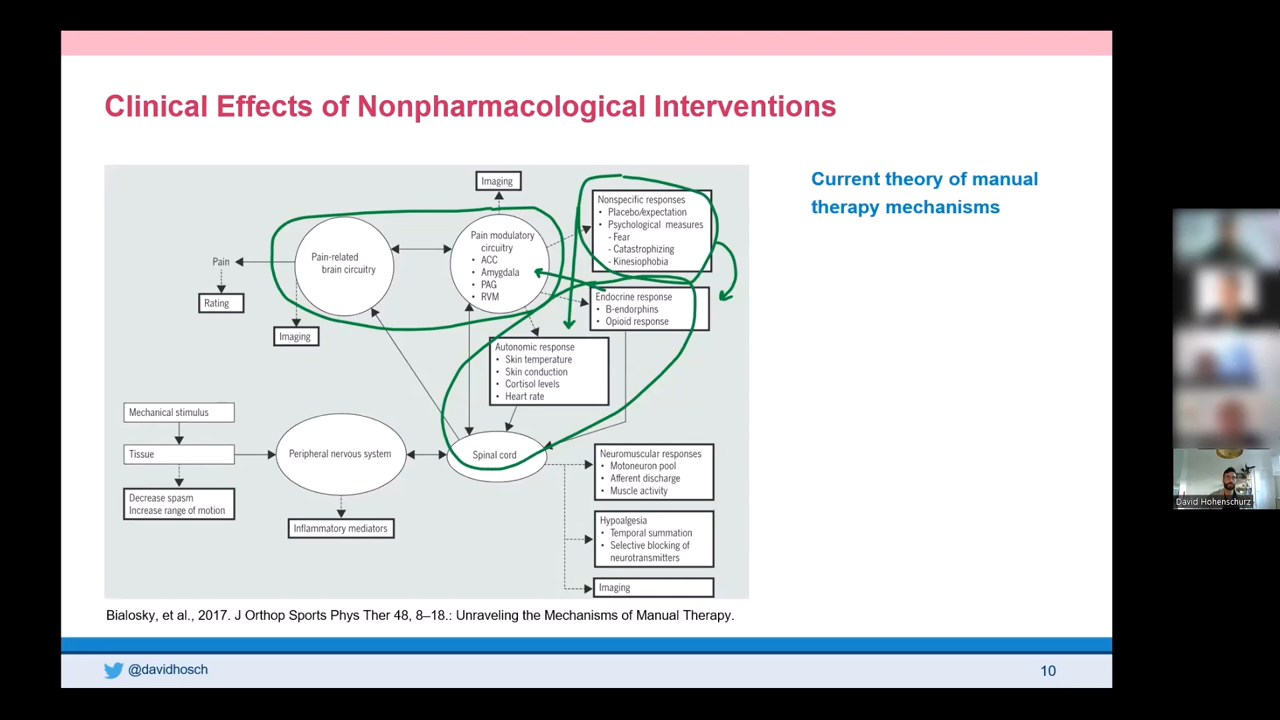 Clinical Effects of Nonpharmacological Interventions
Current theory of manual
therapy mechanisms
Imaging
Nonspecific responses
• Placebo/expectation
• Psychological measures
- Fear
- Catastrophizing
- Kinesiophobia
Pain modulatory
circuitry
• ACC
• Amygdala
• PAG
• RVM
Pain-related
brain circuitry
Pain
Rating
Imaging
Endocrine response
• B-endorphins
• Opioid response
Autonomic response
• Skin temperature
• Skin conduction
• Cortisol levels
• Heart rate
Mechanical stimulus
Tissue
Decrease spasm
Increase range of motion
Peripheral nervous system
Inflammatory mediators
Spinal cord
Neuromuscular responses
• Motoneuron pool
• Afferent discharge
• Muscle activity
Hypoalgesia
• Temporal summation
• Selective blocking of
neurotransmitters
Imaging
Bialosky, et al., 2017. J Orthop Sports Phys Ther 48, 8–18.: Unraveling the Mechanisms of Manual Therapy.
@davidhosch
10
David Hohenschurz